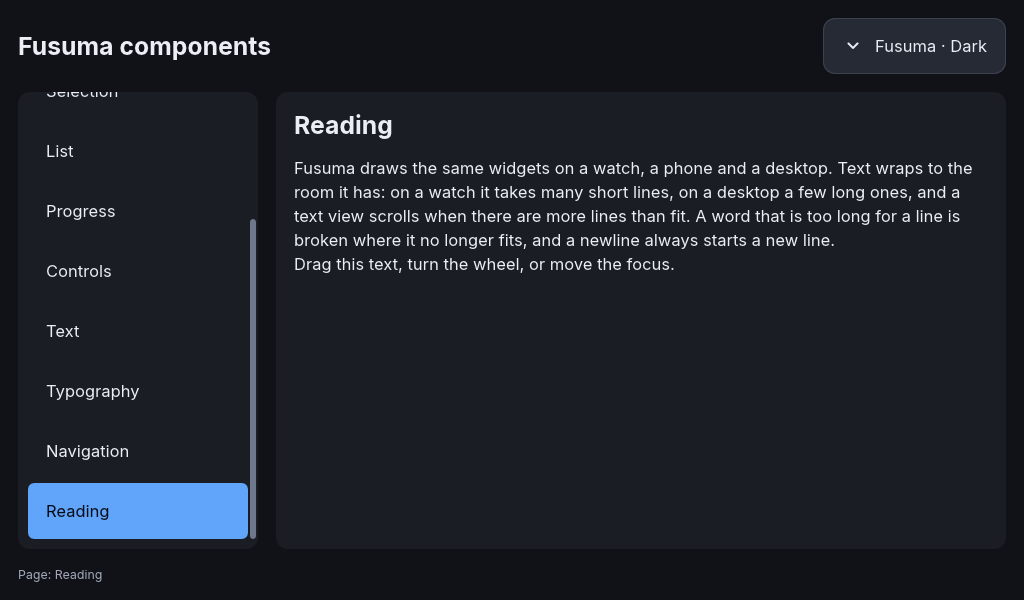 Fusuma components
Fusuma · Dark
Selection
List
Progress
Controls
Text
Typography
Navigation
Reading
Reading
Fusuma draws the same widgets on a watch, a phone and a desktop. Text wraps to the
room it has: on a watch it takes many short lines, on a desktop a few long ones, and a
text view scrolls when there are more lines than fit. A word that is too long for a line is
broken where it no longer fits, and a newline always starts a new line.
Drag this text, turn the wheel, or move the focus.
Page: Reading